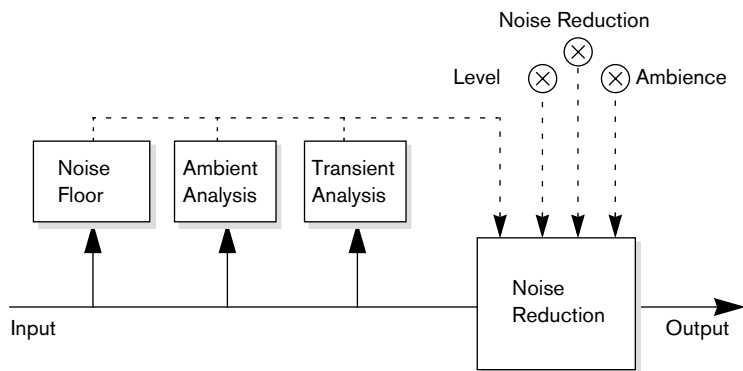 Noise Reduction
Level
Ambience
Noise
Floor
Ambient
Analysis
Transient
Analysis
Noise
Reduction
Input
Output